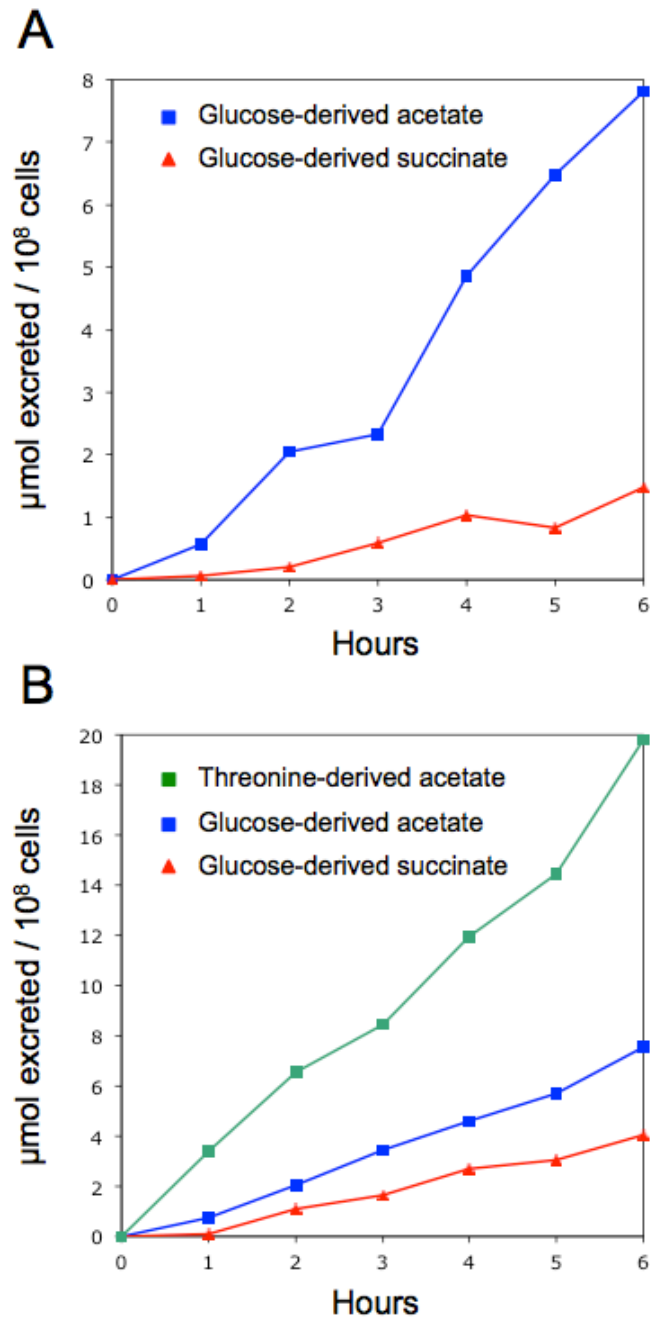 A
8
7
6
5
4
3
2
1
0
Glucose-derived acetate
Glucose-derived succinate
µmol excreted / 10⁸ cells
0 1 2 3 4 5 6
Hours
B
20
18
16
14
12
10
8
6
4
2
0
Threonine-derived acetate
Glucose-derived acetate
Glucose-derived succinate
µmol excreted / 10⁸ cells
0 1 2 3 4 5 6
Hours